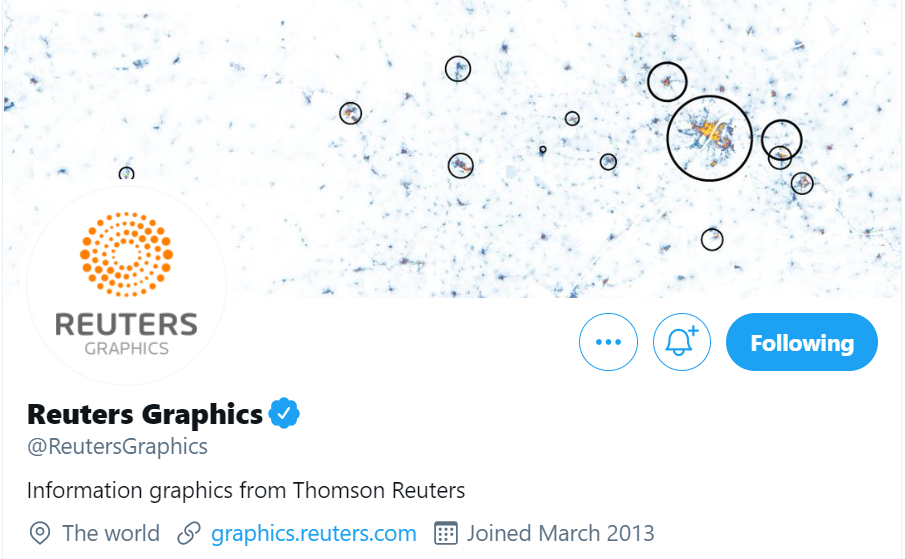 REUTERS
GRAPHICS
Following
Reuters Graphics
@ReutersGraphics
Information graphics from Thomson Reuters
The world graphics.reuters.com Joined March 2013